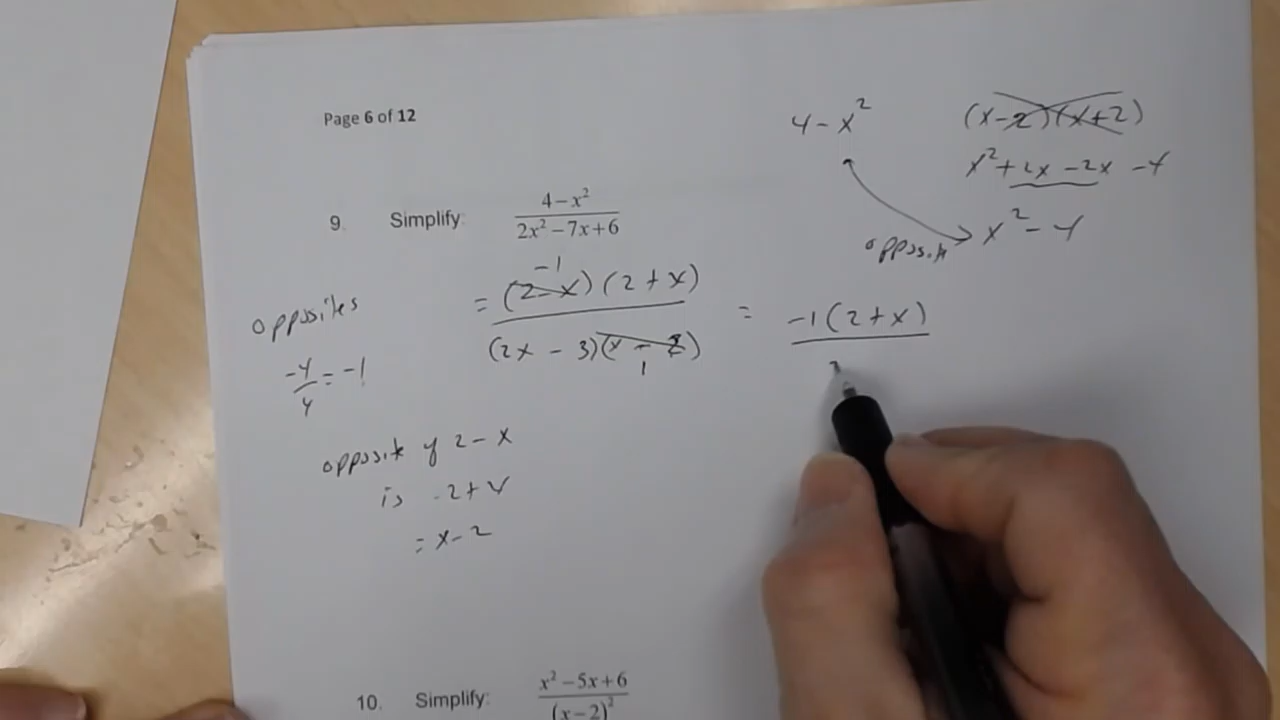 Page 6 of 12
4 - x²
(x-2)(x+2)
x² + 2x - 2x - 4
x² - 4
opposite
9. Simplify: (4 - x²)/(2x² - 7x + 6)
= (2-x)(2+x)/(2x - 3)(x - 2)
-1
1
= -1(2+x)
opposites
-4/4 = -1
opposite of 2 - x
is -2 + x
= x - 2
10. Simplify: (x² - 5x + 6)/(x - 2)²